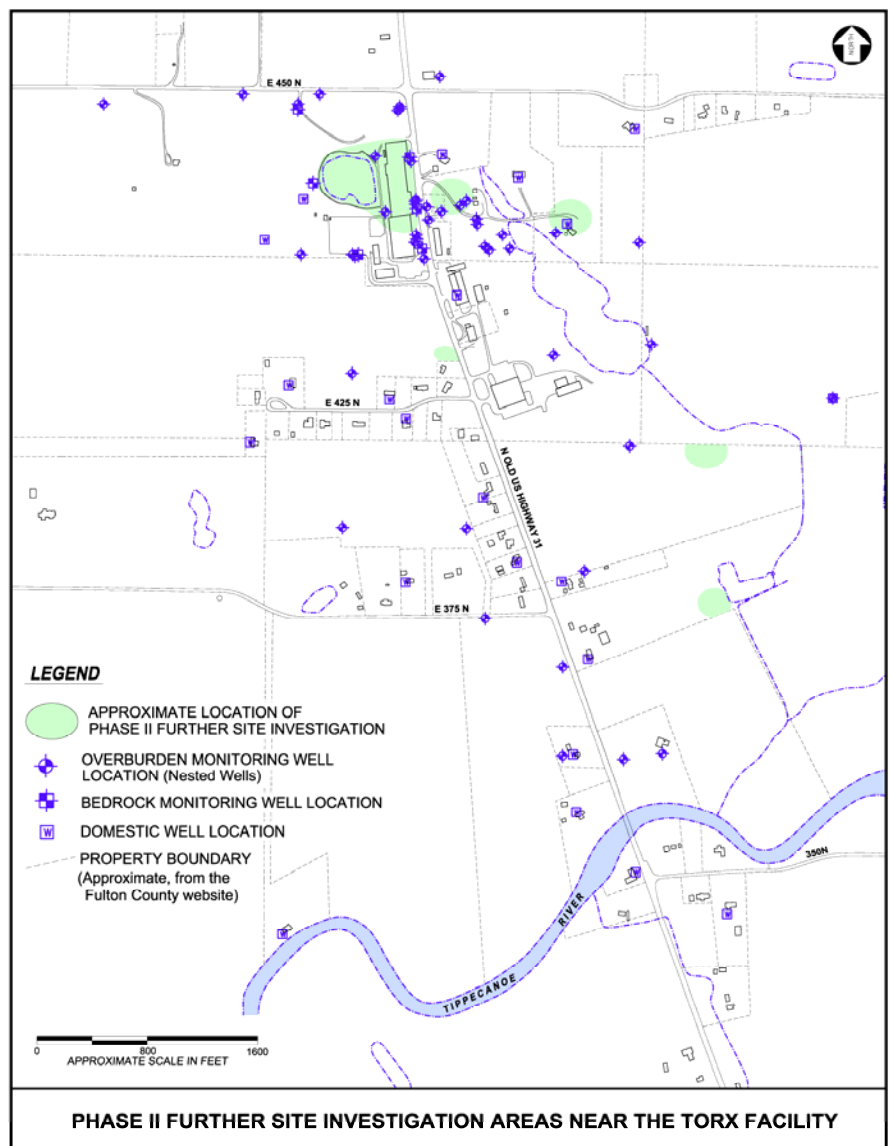 NORTH
E 450 N
W
W
W
W
W
W
W
W
W
E 425 N
W
W
N OLD US HIGHWAY 31
W
W
W
W
E 375 N
W
LEGEND
APPROXIMATE LOCATION OF
PHASE II FURTHER SITE INVESTIGATION
OVERBURDEN MONITORING WELL
LOCATION (Nested Wells)
BEDROCK MONITORING WELL LOCATION
W DOMESTIC WELL LOCATION
PROPERTY BOUNDARY
(Approximate, from the
Fulton County website)
W
W
350N
W
W
W
TIPPECANOE RIVER
0 800 1600
APPROXIMATE SCALE IN FEET
PHASE II FURTHER SITE INVESTIGATION AREAS NEAR THE TORX FACILITY